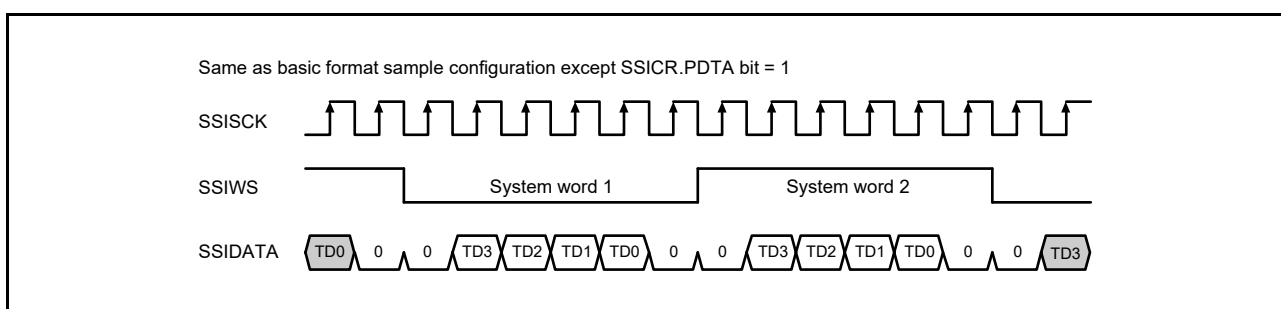 Same as basic format sample configuration except SSICR.PDTA bit = 1
SSISCK
SSIWS System word 1 System word 2
SSIDATA TD0 0 0 TD3 TD2 TD1 TD0 0 0 TD3 TD2 TD1 TD0 0 0 TD3